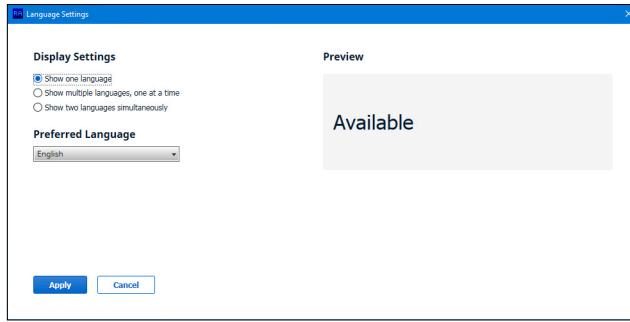 RA Language Settings
Display Settings
Show one language
Show multiple languages, one at a time
Show two languages simultaneously
Preferred Language
English
Apply
Cancel
Preview
Available